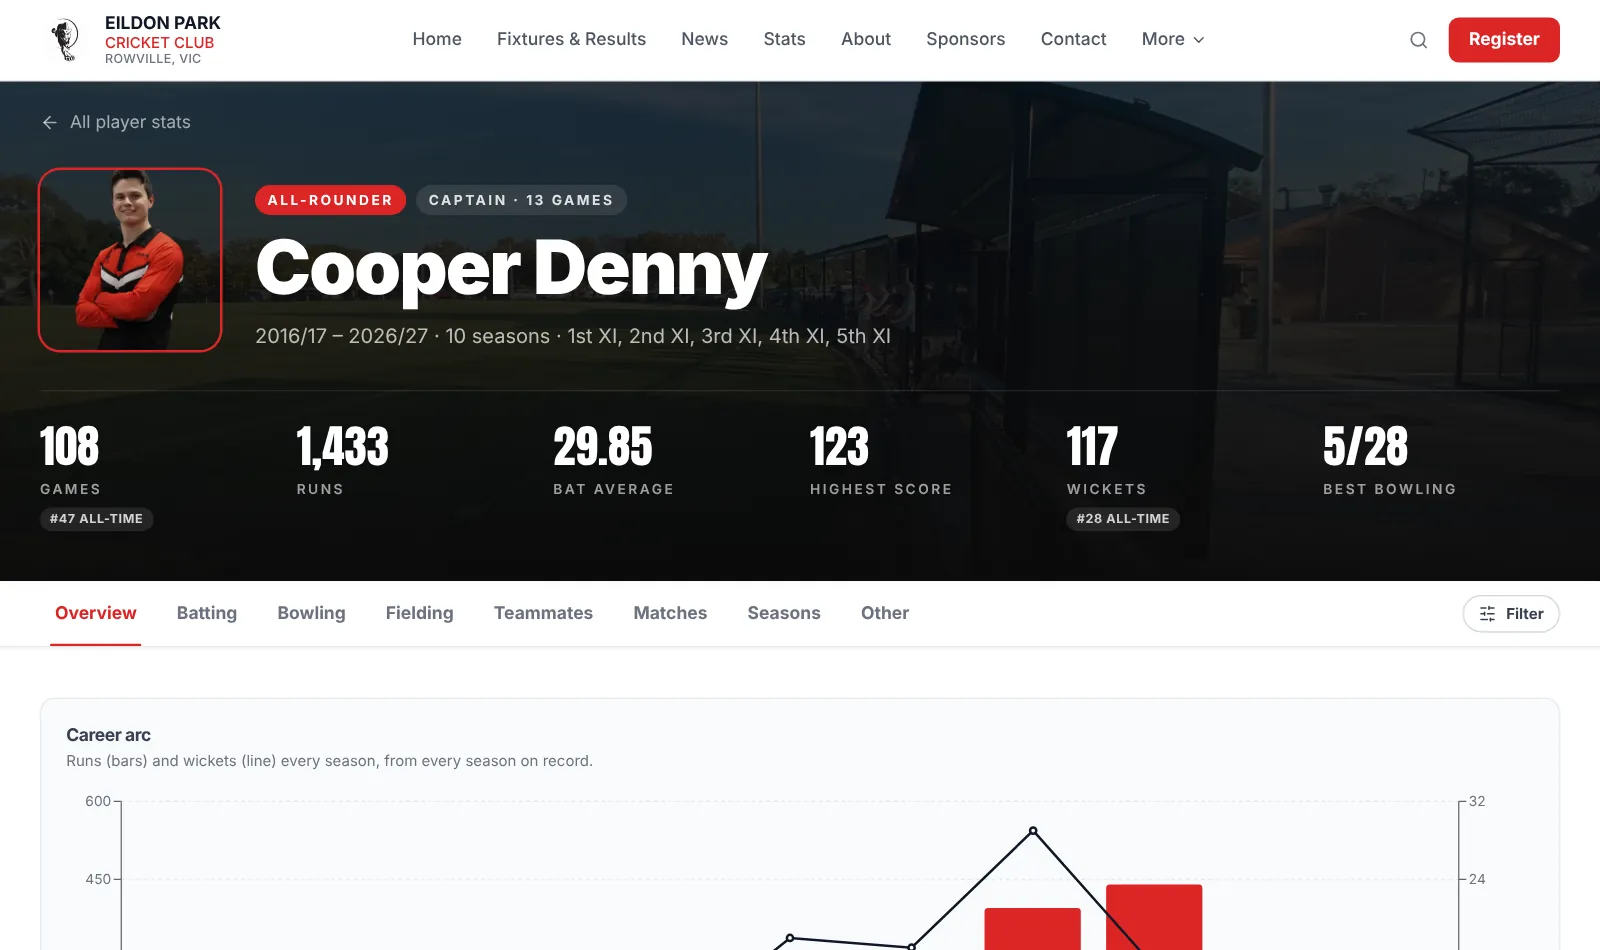 EILDON PARK
CRICKET CLUB
ROWVILLE, VIC
Home
Fixtures & Results
News
Stats
About
Sponsors
Contact
More
Register
All player stats
ALL-ROUNDER
CAPTAIN · 13 GAMES
Cooper Denny
2016/17 – 2026/27 · 10 seasons · 1st XI, 2nd XI, 3rd XI, 4th XI, 5th XI
108
GAMES
#47 ALL-TIME
1,433
RUNS
29.85
BAT AVERAGE
123
HIGHEST SCORE
117
WICKETS
#28 ALL-TIME
5/28
BEST BOWLING
Overview
Batting
Bowling
Fielding
Teammates
Matches
Seasons
Other
Filter
Career arc
Runs (bars) and wickets (line) every season, from every season on record.
600
32
450
24